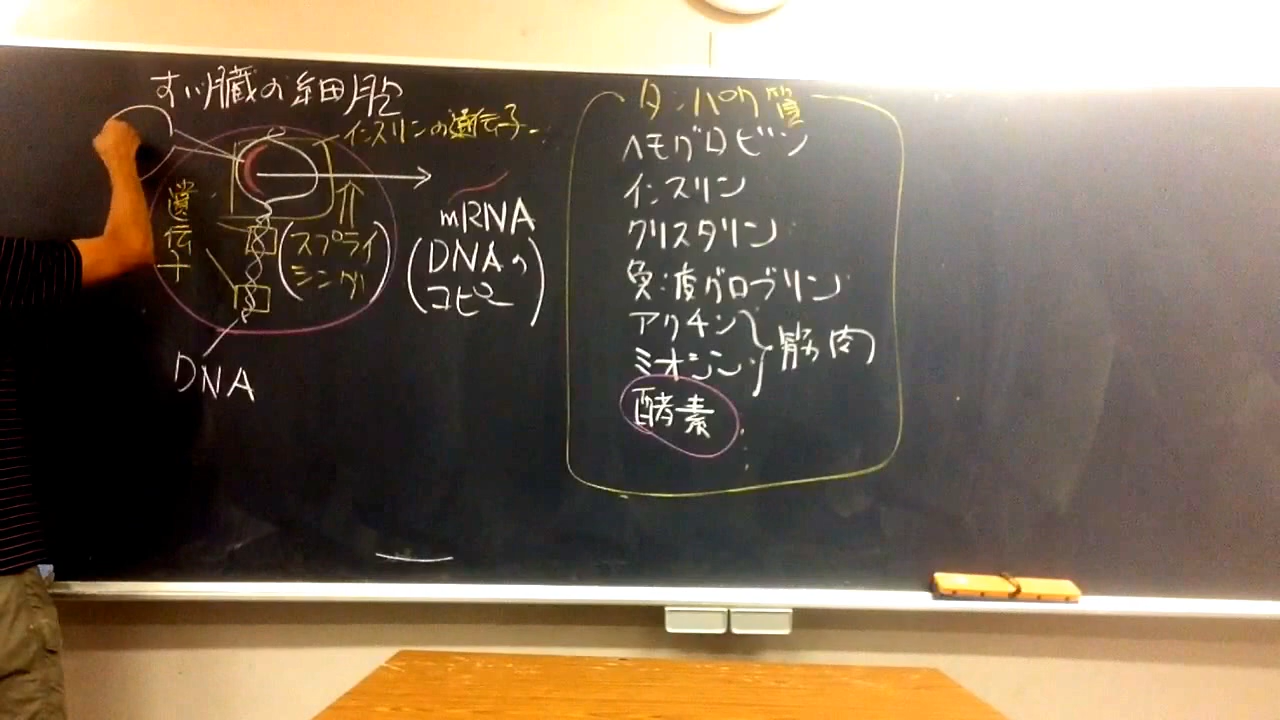 すい臓の細胞
インスリンの遺伝子
遺伝子
(スプライ
シング)
mRNA
(DNAの
コピー)
DNA
タンパク質
ヘモグロビン
インスリン
クリスタリン
免疫グロブリン
アクチン
ミオシン
筋肉
酵素